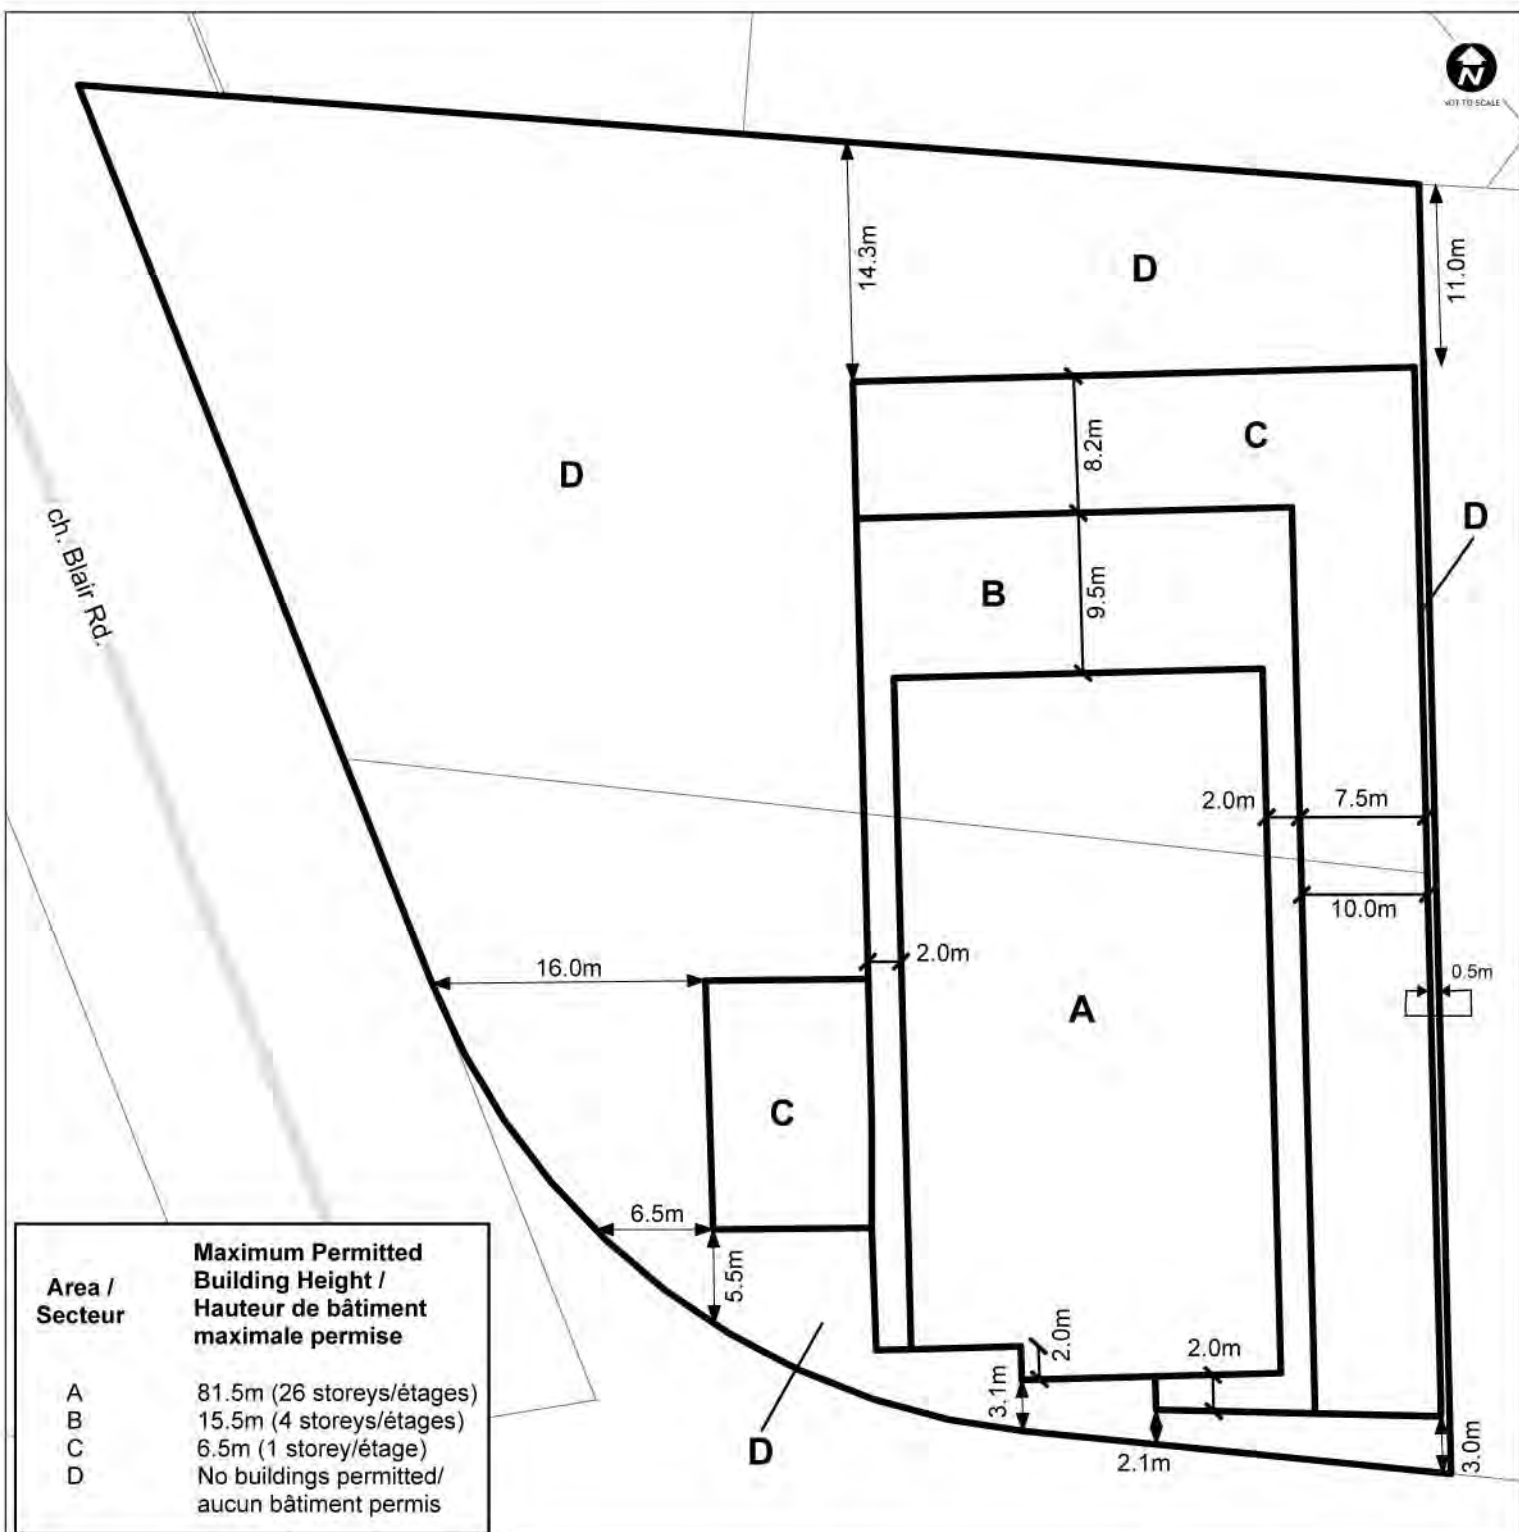 N
NOT TO SCALE
14.3m
D
11.0m
8.2m
C
D
D
ch. Blair Rd.
9.5m
B
2.0m
7.5m
10.0m
16.0m
2.0m
0.5m
A
C
6.5m
5.5m
2.0m
2.0m
3.1m
D
2.1m
3.0m
Area /
Secteur
Maximum Permitted
Building Height /
Hauteur de bâtiment
maximale permise
A 81.5m (26 storeys/étages)
B 15.5m (4 storeys/étages)
C 6.5m (1 storey/étage)
D No buildings permitted/
aucun bâtiment permis